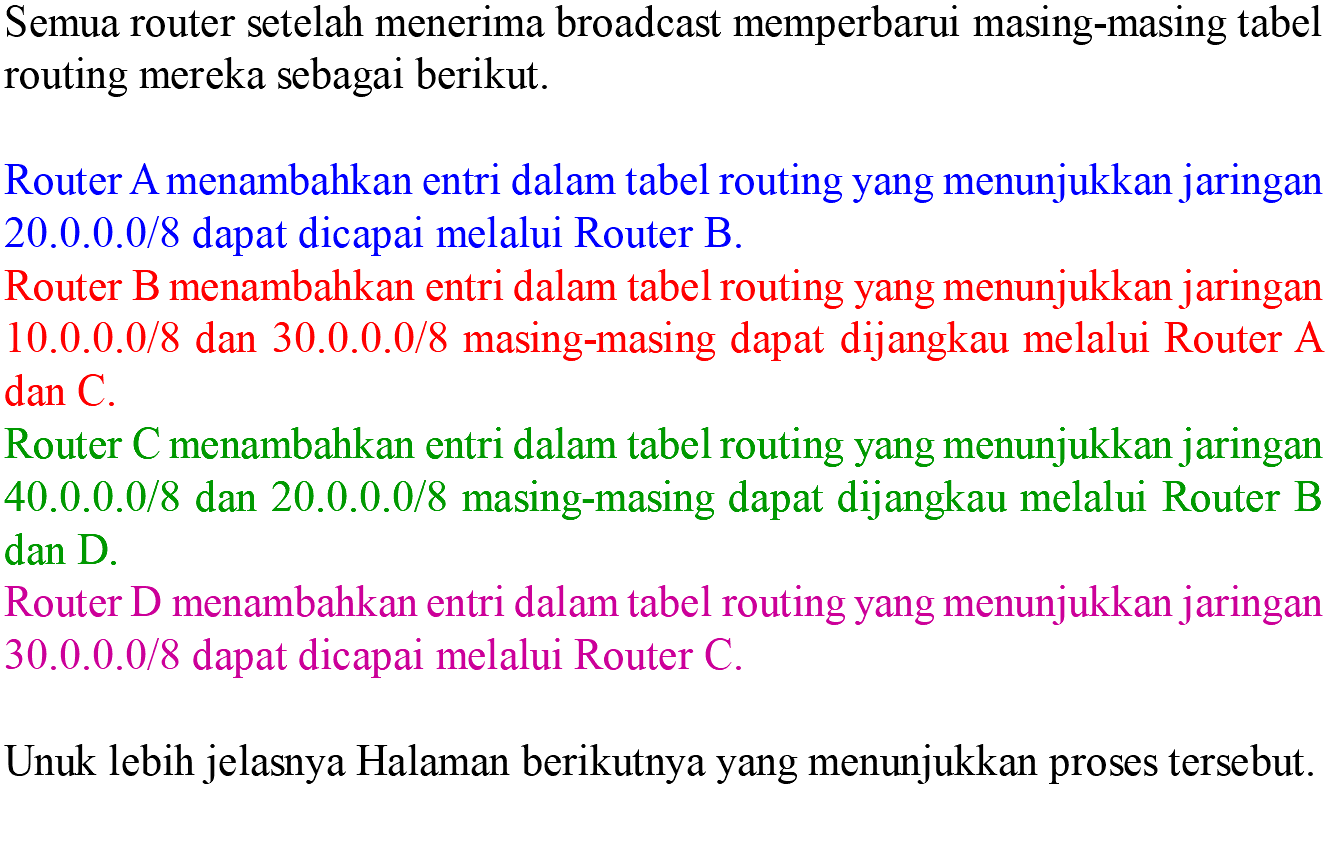 Semua router setelah menerima broadcast memperbarui masing-masing tabel
routing mereka sebagai berikut.
Router A menambahkan entri dalam tabel routing yang menunjukkan jaringan
20.0.0.0/8 dapat dicapai melalui Router B.
Router B menambahkan entri dalam tabel routing yang menunjukkan jaringan
10.0.0.0/8 dan 30.0.0.0/8 masing-masing dapat dijangkau melalui Router A
dan C.
Router C menambahkan entri dalam tabel routing yang menunjukkan jaringan
40.0.0.0/8 dan 20.0.0.0/8 masing-masing dapat dijangkau melalui Router B
dan D.
Router D menambahkan entri dalam tabel routing yang menunjukkan jaringan
30.0.0.0/8 dapat dicapai melalui Router C.
Unuk lebih jelasnya Halaman berikutnya yang menunjukkan proses tersebut.